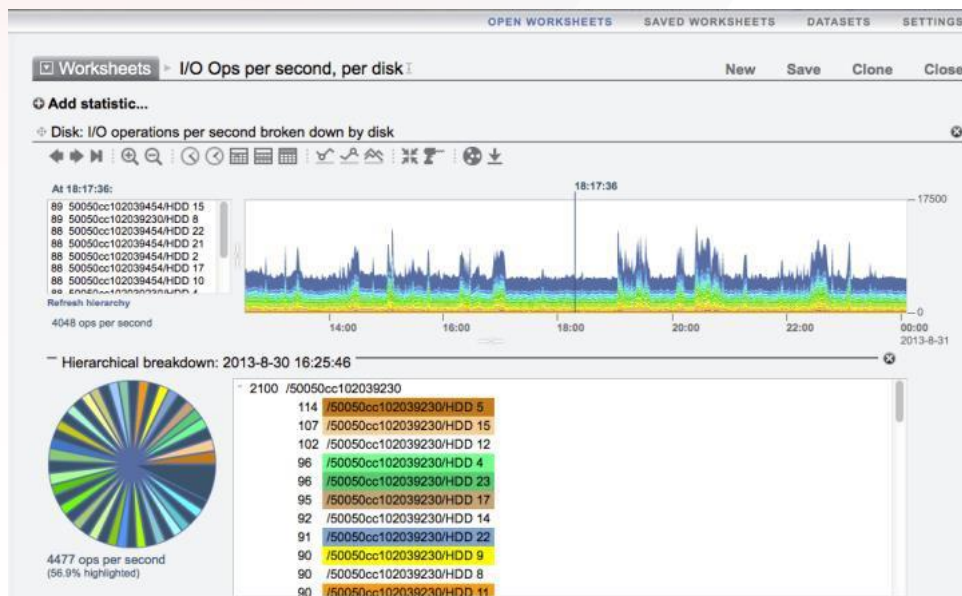 OPEN WORKSHEETS SAVED WORKSHEETS DATASETS SETTINGS
Worksheets I/O Ops per second, per disk New Save Clone Close
Add statistic...
Disk: I/O operations per second broken down by disk
At 18:17:36: 18:17:36
89 50050cc102039454/HDD 15
89 50050cc102039230/HDD 8
88 50050cc102039454/HDD 22
88 50050cc102039454/HDD 21
88 50050cc102039454/HDD 2
88 50050cc102039454/HDD 17
88 50050cc102039454/HDD 10
Refresh hierarchy
4048 ops per second
17500
0
14:00 16:00 18:00 20:00 22:00 00:00
2013-8-31
Hierarchical breakdown: 2013-8-30 16:25:46
2100 /50050cc102039230
114 /50050cc102039230/HDD 5
107 /50050cc102039230/HDD 15
102 /50050cc102039230/HDD 12
96 /50050cc102039230/HDD 4
96 /50050cc102039230/HDD 23
95 /50050cc102039230/HDD 17
92 /50050cc102039230/HDD 14
91 /50050cc102039230/HDD 22
90 /50050cc102039230/HDD 9
90 /50050cc102039230/HDD 8
90 /50050cc102039230/HDD 11
4477 ops per second
(56.9% highlighted)